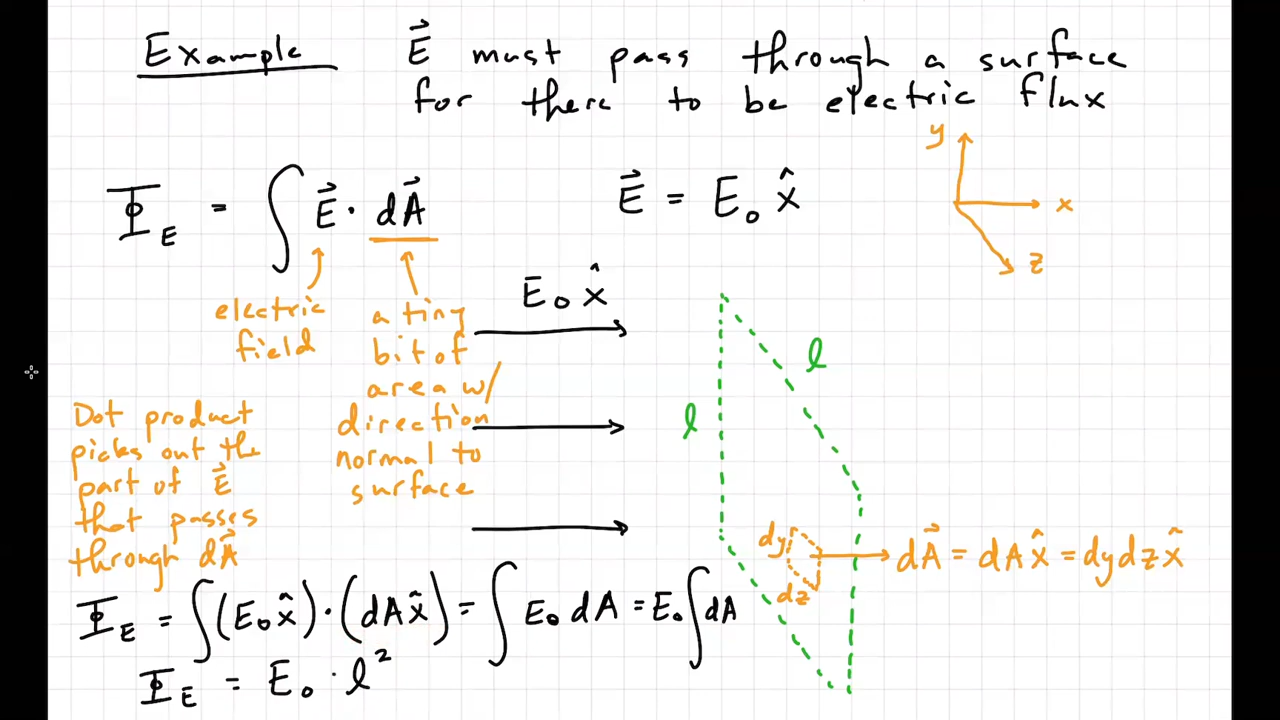 Example E⃗ must pass through a surface
for there to be electric flux
Φ_E = ∫ E⃗ · dA⃗
E⃗ = E₀ x̂
y
x
z
electric
field
a tiny
bit of
area w/
direction
normal to
surface
E₀ x̂
Dot product
picks out the
part of E⃗
that passes
through dA⃗
l
l
dy
dz
dA⃗ = dA x̂ = dy dz x̂
Φ_E = ∫(E₀ x̂) · (dA x̂) = ∫ E₀ dA = E₀ ∫ dA
Φ_E = E₀ · l²